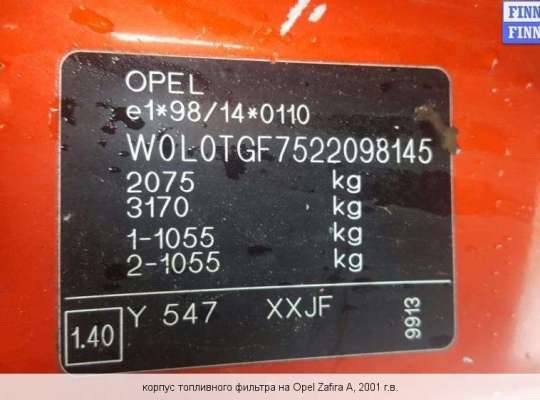 FINN
FINN
OPEL
e1*98/14*0110
W0L0TGF7522098145
2075 kg
3170 kg
1-1055 kg
2-1055 kg
1.40 Y 547 XXJF 9913
корпус топливного фильтра на Opel Zafira A, 2001 г.в.